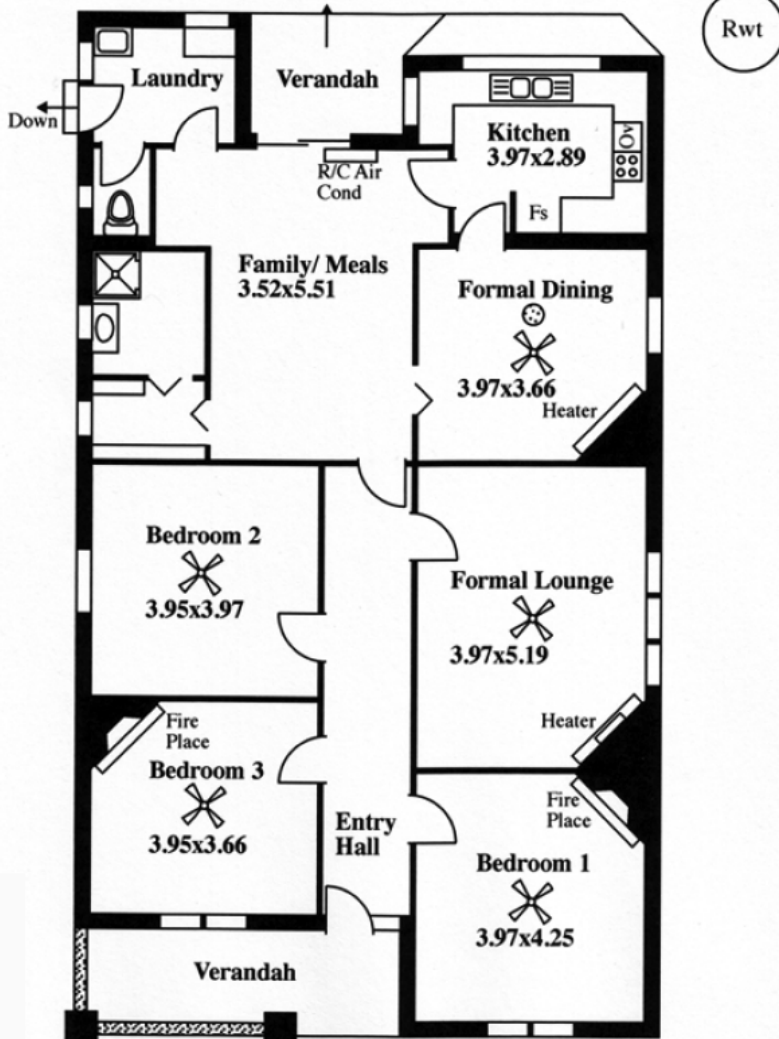 Rwt
Laundry
Verandah
Down
Kitchen
3.97x2.89
Ov
R/C Air
Cond
Fs
Family/ Meals
3.52x5.51
Formal Dining
3.97x3.66
Heater
Bedroom 2
3.95x3.97
Formal Lounge
3.97x5.19
Heater
Fire
Place
Bedroom 3
3.95x3.66
Entry
Hall
Fire
Place
Bedroom 1
3.97x4.25
Verandah